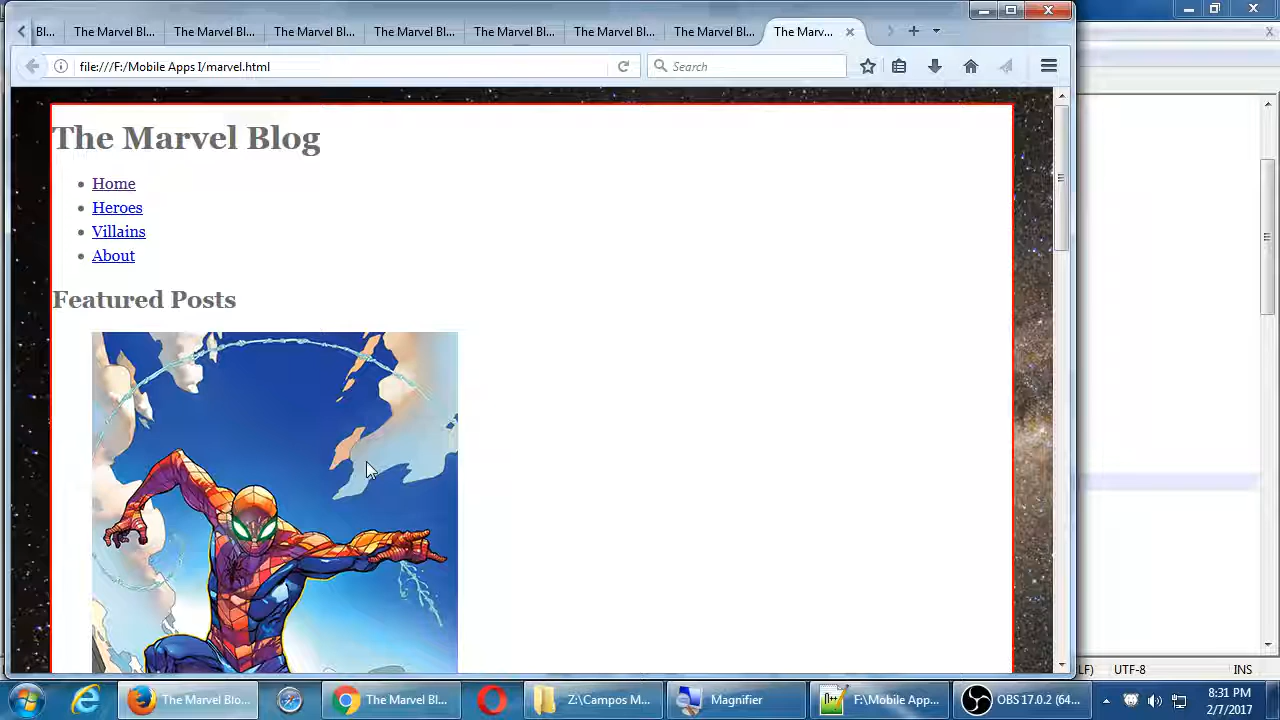 Bl...
The Marvel Bl...
The Marvel Bl...
The Marvel Bl...
The Marvel Bl...
The Marvel Bl...
The Marvel Bl...
The Marvel Bl...
The Marv...
file:///F:/Mobile Apps I/marvel.html
Search
The Marvel Blog
Home
Heroes
Villains
About
Featured Posts
LF)
UTF-8
INS
The Marvel Blo...
The Marvel Bl...
Z:\Campos M...
Magnifier
F:\Mobile App...
OBS 17.0.2 (64...
8:31 PM
2/7/2017